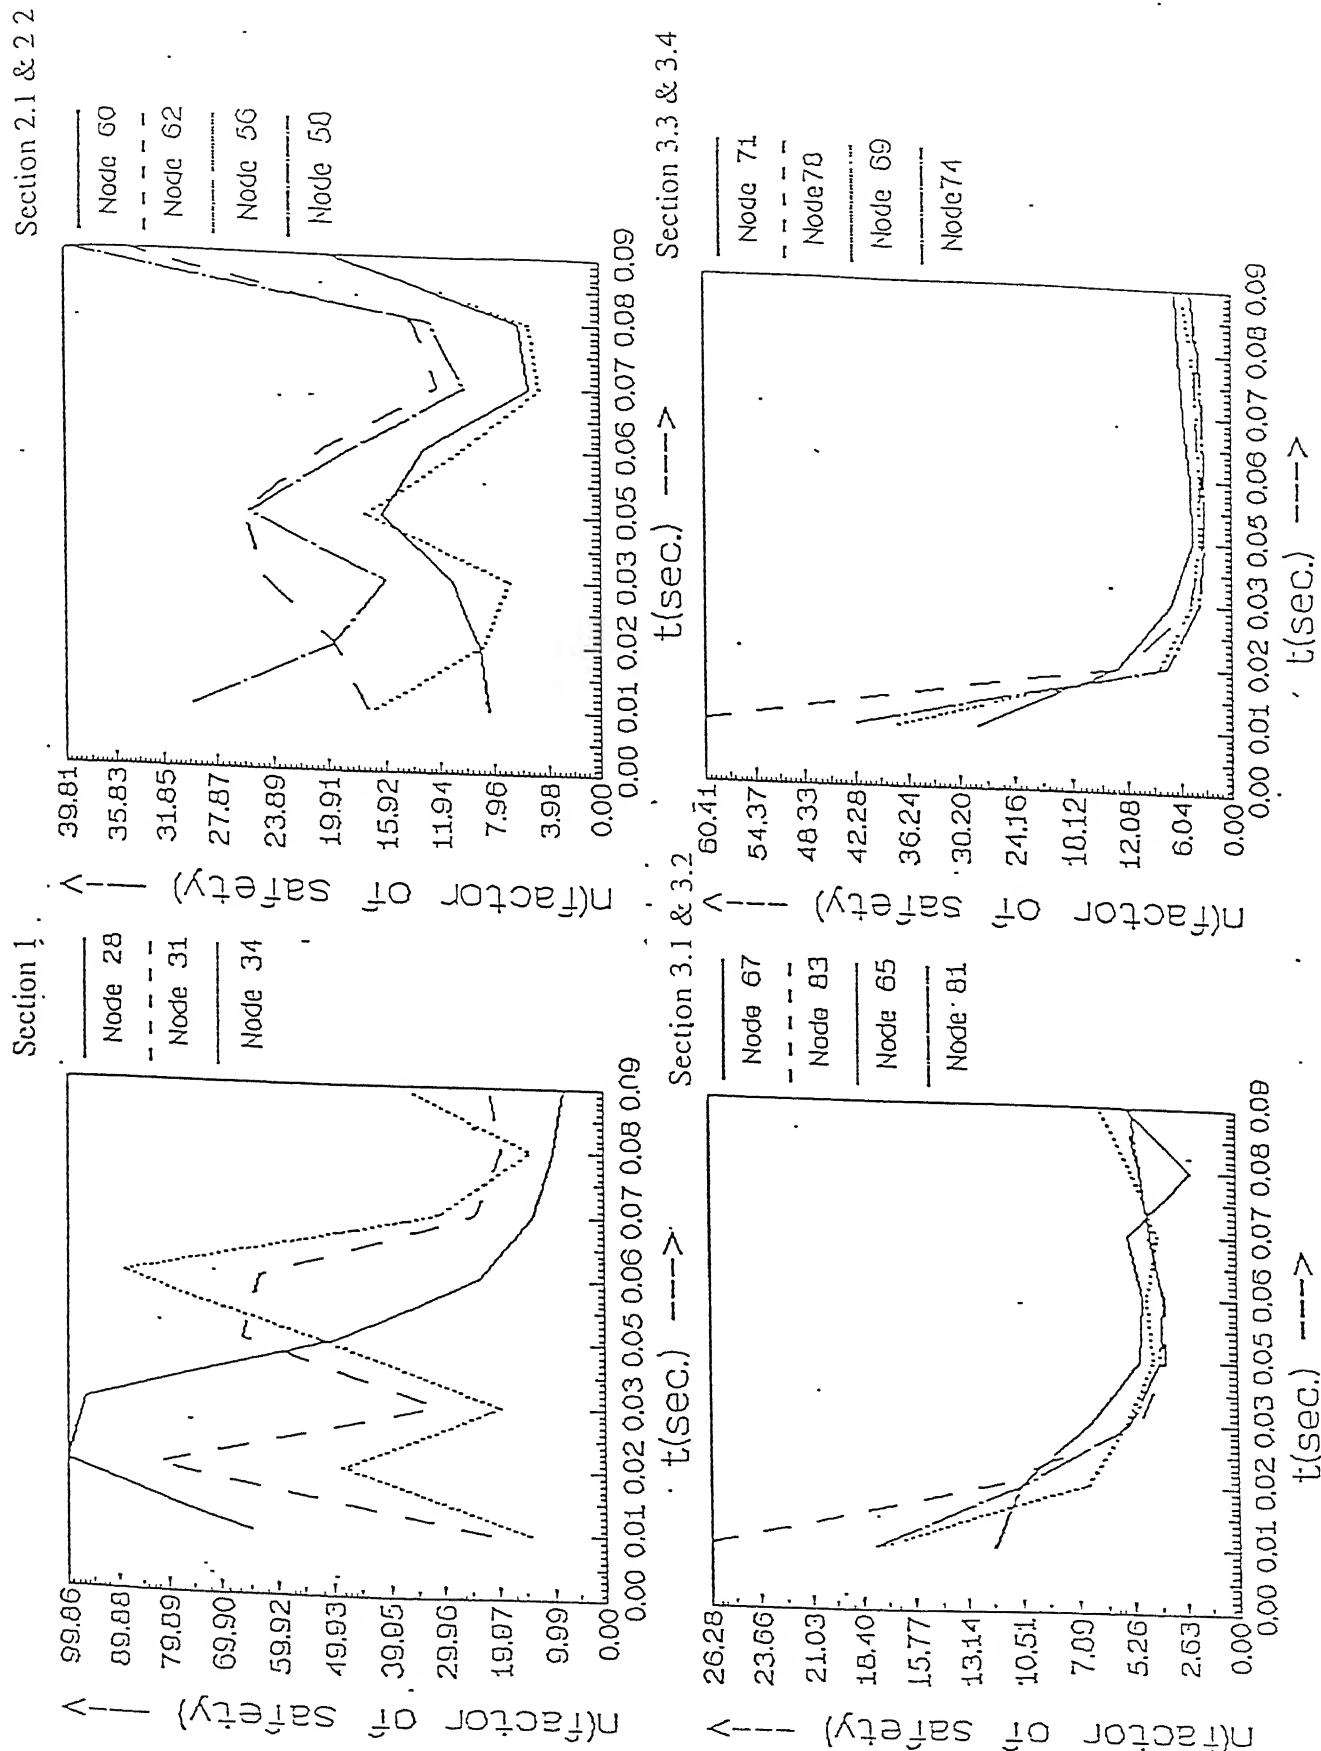 Section 1
Node 28
Node 31
Node 34
n(factor of safety) --->
99.86
89.88
79.89
69.90
59.92
49.93
39.95
29.96
19.97
9.99
0.00
0.00 0.01 0.02 0.03 0.05 0.06 0.07 0.08 0.09
t(sec.) --->
Section 2.1 & 2 2
Node 60
Node 62
Node 56
Node 58
n(factor of safety) --->
39.81
35.83
31.85
27.87
23.89
19.91
15.92
11.94
7.96
3.98
0.00
0.00 0.01 0.02 0.03 0.05 0.06 0.07 0.08 0.09
t(sec.) --->
Section 3.1 & 3.2
Node 67
Node 83
Node 65
Node 81
n(factor of safety) --->
26.28
23.66
21.03
18.40
15.77
13.14
10.51
7.89
5.26
2.63
0.00
0.00 0.01 0.02 0.03 0.05 0.06 0.07 0.08 0.09
t(sec.) --->
Section 3.3 & 3.4
Node 71
Node 78
Node 69
Node 74
n(factor of safety) --->
60.41
54.37
48 33
42.28
36.24
30.20
24.16
18.12
12.08
6.04
0.00
0.00 0.01 0.02 0.03 0.05 0.06 0.07 0.08 0.09
t(sec.) --->